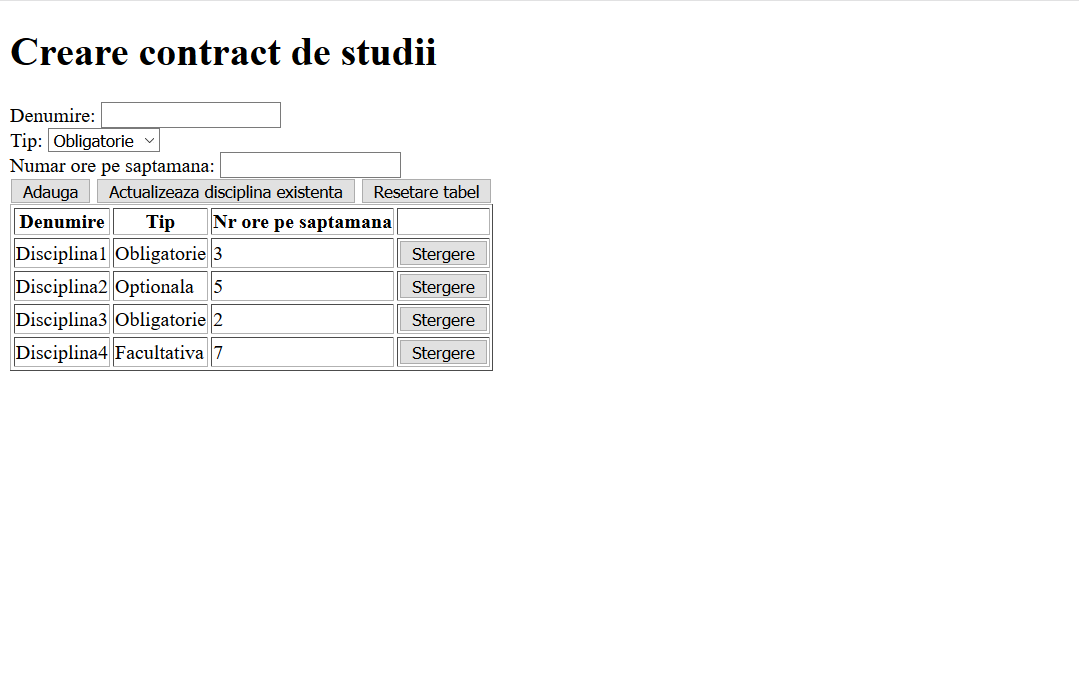 Creare contract de studii
Denumire:
Tip: Obligatorie
Numar ore pe saptamana:
Adauga Actualizeaza disciplina existenta Resetare tabel
Denumire Tip Nr ore pe saptamana
Disciplina1 Obligatorie 3 Stergere
Disciplina2 Optionala 5 Stergere
Disciplina3 Obligatorie 2 Stergere
Disciplina4 Facultativa 7 Stergere